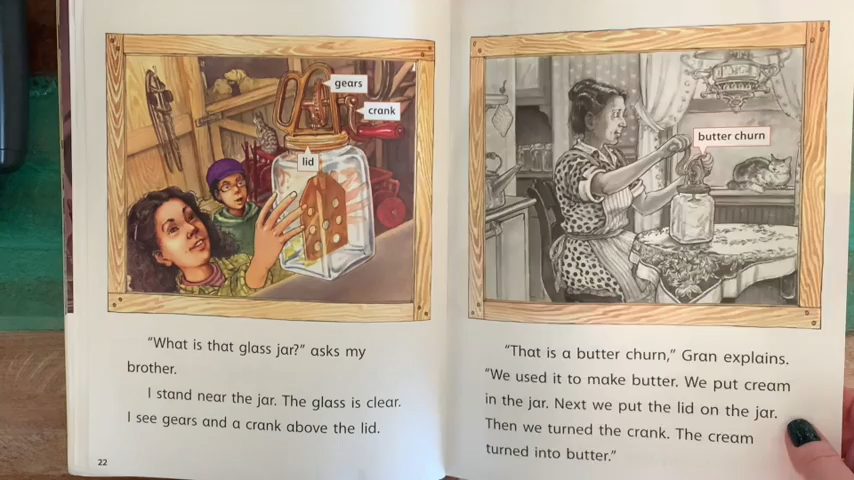 gears
crank
lid
"What is that glass jar?" asks my
brother.
I stand near the jar. The glass is clear.
I see gears and a crank above the lid.
22
butter churn
"That is a butter churn," Gran explains.
"We used it to make butter. We put cream
in the jar. Next we put the lid on the jar.
Then we turned the crank. The cream
turned into butter."